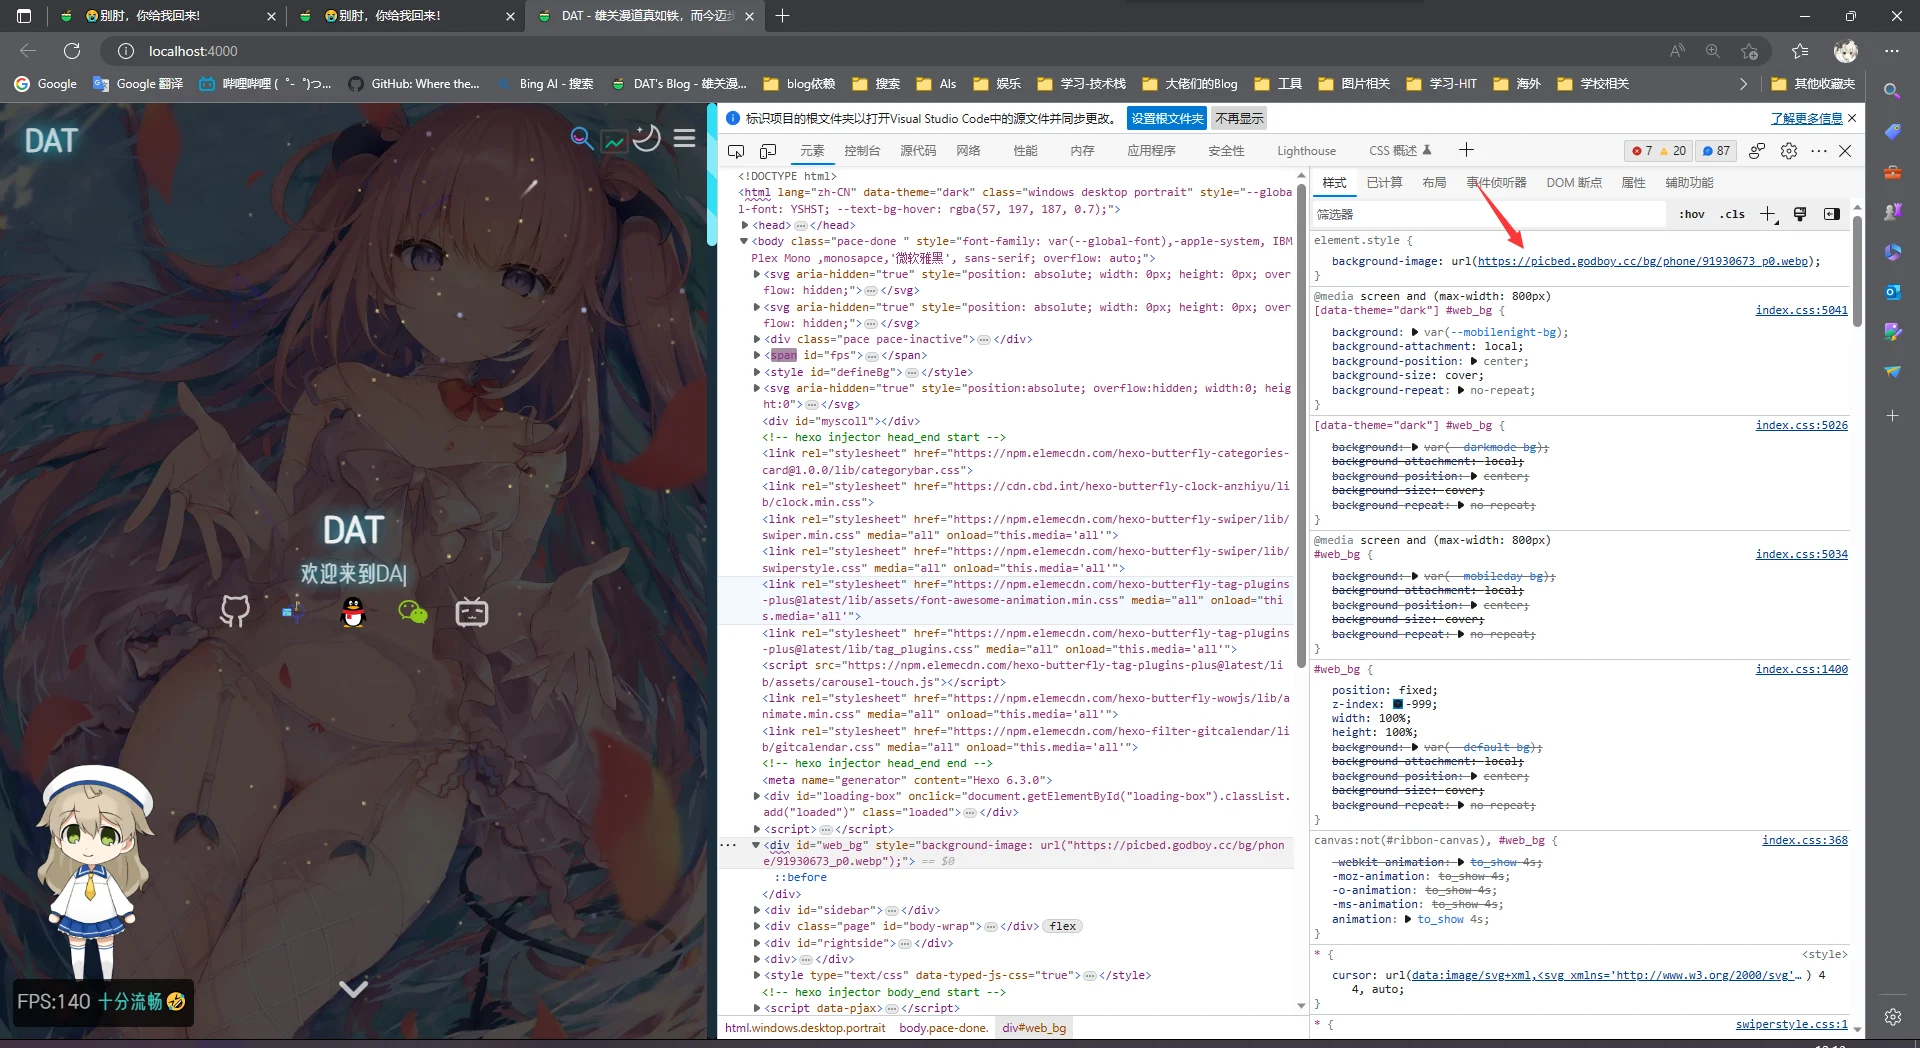 😭别肘，你给我回来!
😭别肘，你给我回来!
DAT - 雄关漫道真如铁，而今迈步
localhost:4000
Google
Google 翻译
哔哩哔哩 ( ゜- ゜)つ...
GitHub: Where the...
Bing AI - 搜索
DAT's Blog - 雄关漫...
blog依赖
搜索
AIs
娱乐
学习-技术栈
大佬们的Blog
工具
图片相关
学习-HIT
海外
学校相关
其他收藏夹
DAT
DAT
欢迎来到DA|
FPS:140 十分流畅🤣
标识项目的根文件夹以打开Visual Studio Code中的源文件并同步更改。 设置根文件夹 不再显示 了解更多信息
元素 控制台 源代码 网络 性能 内存 应用程序 安全性 Lighthouse CSS 概述
7 20 87
<!DOCTYPE html>
<html lang="zh-CN" data-theme="dark" class="windows desktop portrait" style="--globa
l-font: YSHST; --text-bg-hover: rgba(57, 197, 187, 0.7);">
<head>…</head>
<body class="pace-done " style="font-family: var(--global-font),-apple-system, IBM
Plex Mono ,monosapce,'微软雅黑', sans-serif; overflow: auto;">
<svg aria-hidden="true" style="position: absolute; width: 0px; height: 0px; over
flow: hidden;">…</svg>
<svg aria-hidden="true" style="position: absolute; width: 0px; height: 0px; over
flow: hidden;">…</svg>
<div class="pace pace-inactive">…</div>
<span id="fps">…</span>
<style id="defineBg">…</style>
<svg aria-hidden="true" style="position:absolute; overflow:hidden; width:0; heig
ht:0">…</svg>
<div id="myscoll"></div>
<!-- hexo injector head_end start -->
<link rel="stylesheet" href="https://npm.elemecdn.com/hexo-butterfly-categories-
card@1.0.0/lib/categorybar.css">
<link rel="stylesheet" href="https://cdn.cbd.int/hexo-butterfly-clock-anzhiyu/li
b/clock.min.css">
<link rel="stylesheet" href="https://npm.elemecdn.com/hexo-butterfly-swiper/lib/
swiper.min.css" media="all" onload="this.media='all'">
<link rel="stylesheet" href="https://npm.elemecdn.com/hexo-butterfly-swiper/lib/
swiperstyle.css" media="all" onload="this.media='all'">
<link rel="stylesheet" href="https://npm.elemecdn.com/hexo-butterfly-tag-plugins
-plus@latest/lib/assets/font-awesome-animation.min.css" media="all" onload="thi
s.media='all'">
<link rel="stylesheet" href="https://npm.elemecdn.com/hexo-butterfly-tag-plugins
-plus@latest/lib/tag_plugins.css" media="all" onload="this.media='all'">
<script src="https://npm.elemecdn.com/hexo-butterfly-tag-plugins-plus@latest/li
b/assets/carousel-touch.js"></script>
<link rel="stylesheet" href="https://npm.elemecdn.com/hexo-butterfly-wowjs/lib/a
nimate.min.css" media="all" onload="this.media='all'">
<link rel="stylesheet" href="https://npm.elemecdn.com/hexo-filter-gitcalendar/li
b/gitcalendar.css" media="all" onload="this.media='all'">
<!-- hexo injector head_end end -->
<meta name="generator" content="Hexo 6.3.0">
<div id="loading-box" onclick="document.getElementById("loading-box").classList.
add("loaded")" class="loaded">…</div>
<script>…</script>
<div id="web_bg" style="background-image: url("https://picbed.godboy.cc/bg/phon
e/91930673_p0.webp");"> == $0
::before
</div>
<div id="sidebar">…</div>
<div class="page" id="body-wrap">…</div> flex
<div id="rightside">…</div>
<div>…</div>
<style type="text/css" data-typed-js-css="true">…</style>
<!-- hexo injector body_end start -->
<script data-pjax>…</script>
html.windows.desktop.portrait body.pace-done. div#web_bg
样式 已计算 布局 事件侦听器 DOM 断点 属性 辅助功能
筛选器 :hov .cls
element.style {
background-image: url(https://picbed.godboy.cc/bg/phone/91930673_p0.webp);
}
@media screen and (max-width: 800px)
[data-theme="dark"] #web_bg { index.css:5041
background: var(--mobilenight-bg);
background-attachment: local;
background-position: center;
background-size: cover;
background-repeat: no-repeat;
}
[data-theme="dark"] #web_bg { index.css:5026
background: var(--darkmode-bg);
background-attachment: local;
background-position: center;
background-size: cover;
background-repeat: no-repeat;
}
@media screen and (max-width: 800px)
#web_bg { index.css:5034
background: var(--mobileday-bg);
background-attachment: local;
background-position: center;
background-size: cover;
background-repeat: no-repeat;
}
#web_bg { index.css:1400
position: fixed;
z-index: -999;
width: 100%;
height: 100%;
background: var(--default-bg);
background-attachment: local;
background-position: center;
background-size: cover;
background-repeat: no-repeat;
}
canvas:not(#ribbon-canvas), #web_bg { index.css:368
-webkit-animation: to_show 4s;
-moz-animation: to_show 4s;
-o-animation: to_show 4s;
-ms-animation: to_show 4s;
animation: to_show 4s;
}
* { <style>
cursor: url(data:image/svg+xml,<svg xmlns='http://www.w3.org/2000/svg'… ) 4
4, auto;
}
* { swiperstyle.css:1